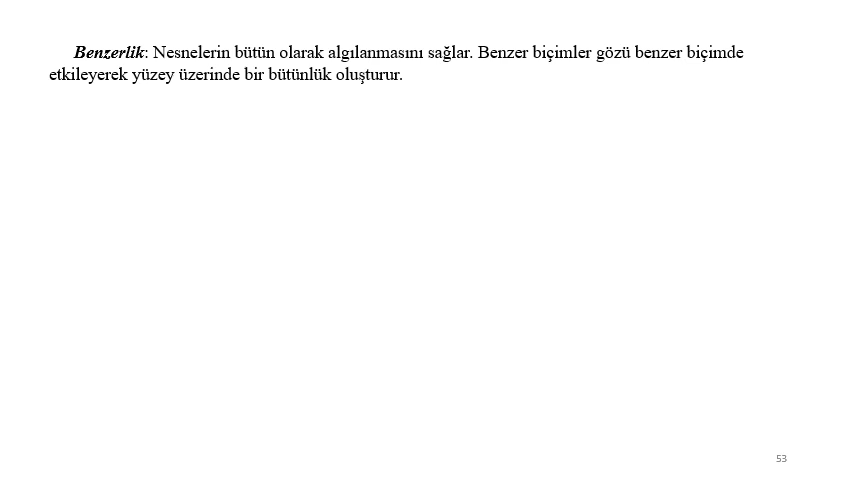 Benzerlik: Nesnelerin bütün olarak algılanmasını sağlar. Benzer biçimler gözü benzer biçimde
etkileyerek yüzey üzerinde bir bütünlük oluşturur.
53